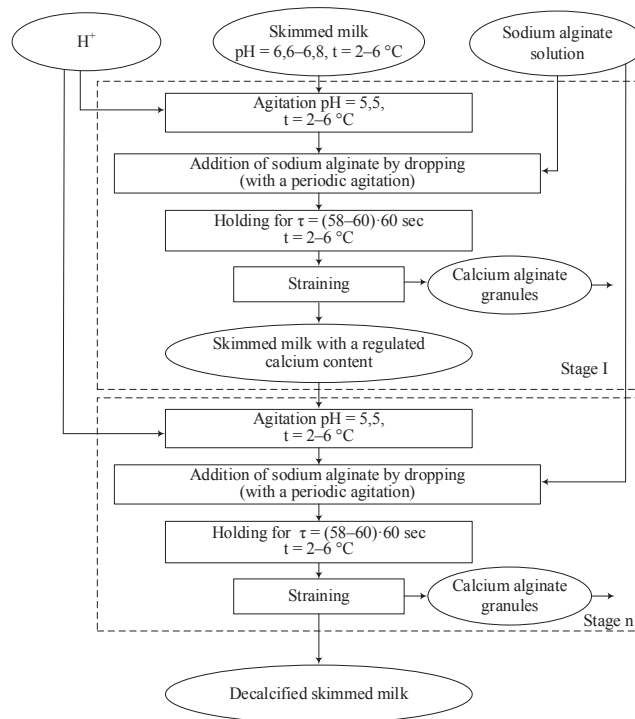 H+
Skimmed milk
pH = 6,6–6,8, t = 2–6 °C
Sodium alginate
solution
Agitation pH = 5,5,
t = 2–6 °C
Addition of sodium alginate by dropping
(with a periodic agitation)
Holding for τ = (58–60)·60 sec
t = 2–6 °C
Straining
Calcium alginate
granules
Skimmed milk with a regulated
calcium content
Stage I
Agitation pH = 5,5,
t = 2–6 °C
Addition of sodium alginate by dropping
(with a periodic agitation)
Holding for τ = (58–60)·60 sec
t = 2–6 °C
Straining
Calcium alginate
granules
Stage n
Decalcified skimmed milk